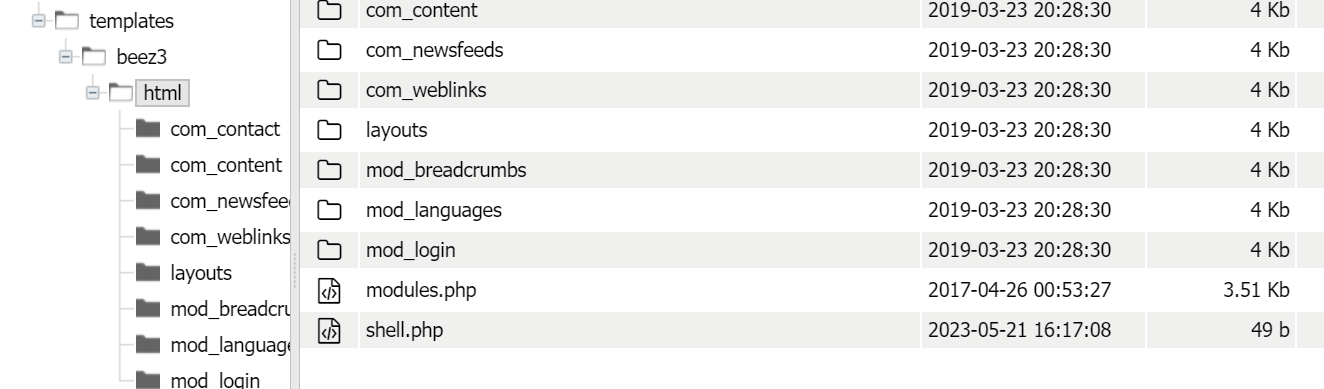 templates
beez3
html
com_contact
com_content
com_newsfee
com_weblinks
layouts
mod_breadcru
mod_language
mod_login
com_content 2019-03-23 20:28:30 4 Kb
com_newsfeeds 2019-03-23 20:28:30 4 Kb
com_weblinks 2019-03-23 20:28:30 4 Kb
layouts 2019-03-23 20:28:30 4 Kb
mod_breadcrumbs 2019-03-23 20:28:30 4 Kb
mod_languages 2019-03-23 20:28:30 4 Kb
mod_login 2019-03-23 20:28:30 4 Kb
modules.php 2017-04-26 00:53:27 3.51 Kb
shell.php 2023-05-21 16:17:08 49 b